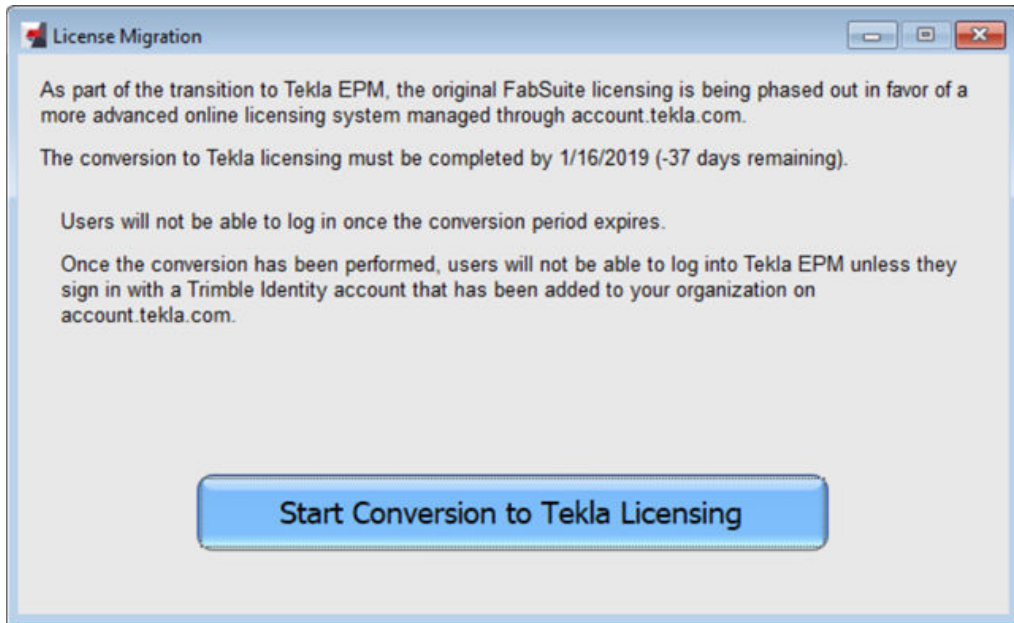 License Migration
As part of the transition to Tekla EPM, the original FabSuite licensing is being phased out in favor of a
more advanced online licensing system managed through account.tekla.com.
The conversion to Tekla licensing must be completed by 1/16/2019 (-37 days remaining).
Users will not be able to log in once the conversion period expires.
Once the conversion has been performed, users will not be able to log into Tekla EPM unless they
sign in with a Trimble Identity account that has been added to your organization on
account.tekla.com.
Start Conversion to Tekla Licensing